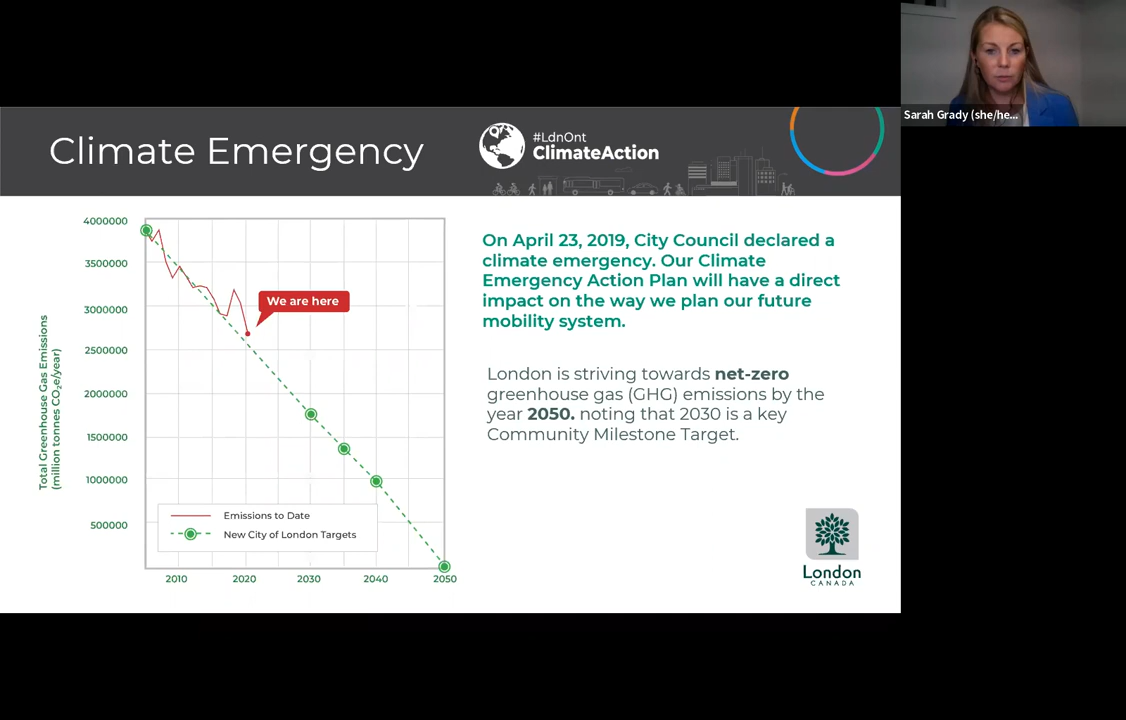 Sarah Grady (she/he...
Climate Emergency
#LdnOnt
ClimateAction
4000000
3500000
3000000
2500000
2000000
1500000
1000000
500000
Total Greenhouse Gas Emissions
(million tonnes CO₂e/year)
We are here
Emissions to Date
New City of London Targets
2010
2020
2030
2040
2050
On April 23, 2019, City Council declared a
climate emergency. Our Climate
Emergency Action Plan will have a direct
impact on the way we plan our future
mobility system.
London is striving towards net-zero
greenhouse gas (GHG) emissions by the
year 2050. noting that 2030 is a key
Community Milestone Target.
London
CANADA